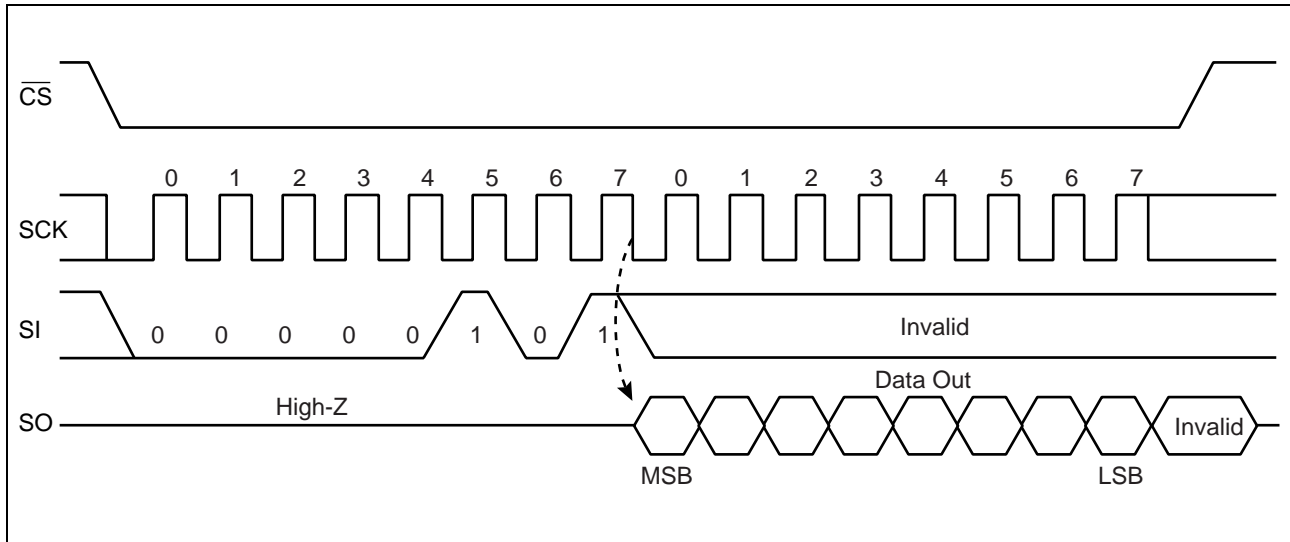 C̅S̅
0 1 2 3 4 5 6 7 0 1 2 3 4 5 6 7
SCK
SI 0 0 0 0 0 1 0 1 Invalid
Data Out
High-Z
SO Invalid
MSB LSB